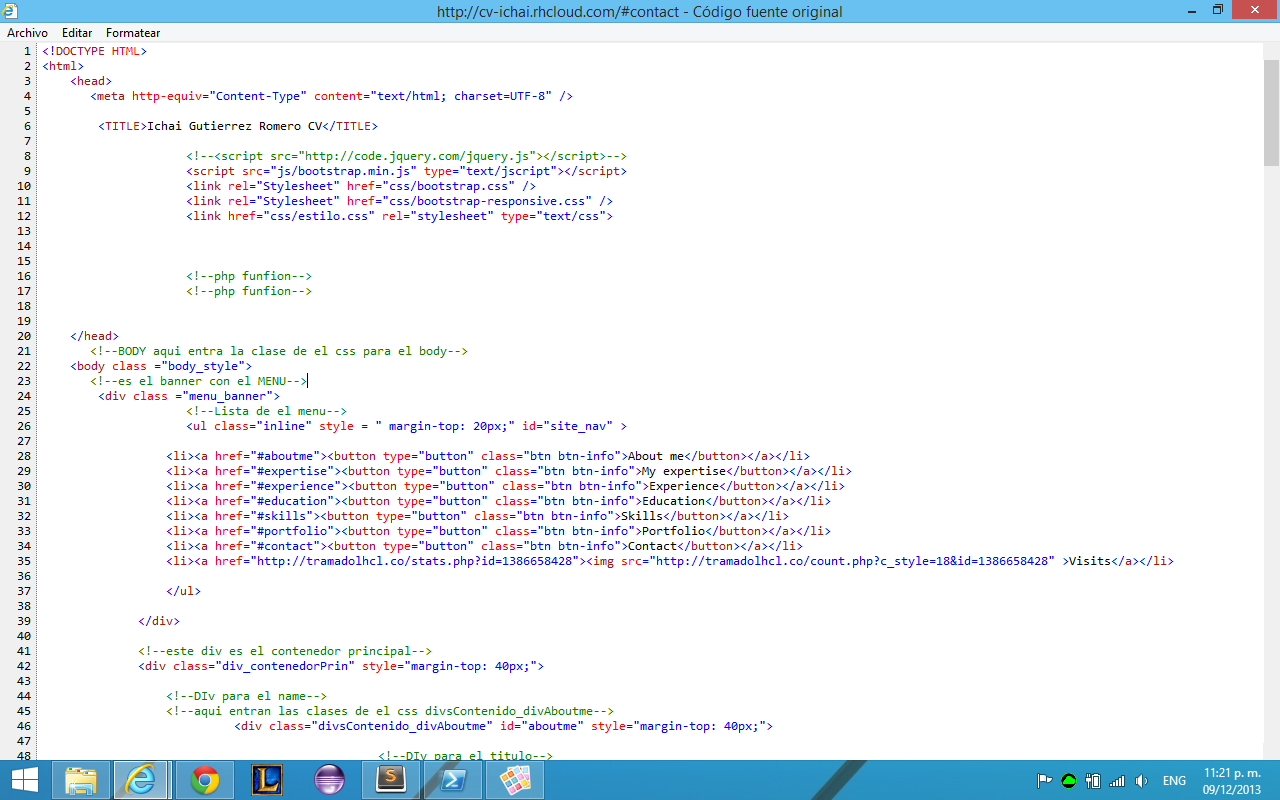 http://cv-ichai.rhcloud.com/#contact - Código fuente original
Archivo Editar Formatear
1 <!DOCTYPE HTML>
2 <html>
3 <head>
4 <meta http-equiv="Content-Type" content="text/html; charset=UTF-8" />
5
6 <TITLE>Ichai Gutierrez Romero CV</TITLE>
7
8 <!--<script src="http://code.jquery.com/jquery.js"></script>-->
9 <script src="js/bootstrap.min.js" type="text/jscript"></script>
10 <link rel="Stylesheet" href="css/bootstrap.css" />
11 <link rel="Stylesheet" href="css/bootstrap-responsive.css" />
12 <link href="css/estilo.css" rel="stylesheet" type="text/css">
13
14
15
16 <!--php funfion-->
17 <!--php funfion-->
18
19
20 </head>
21 <!--BODY aqui entra la clase de el css para el body-->
22 <body class ="body_style">
23 <!--es el banner con el MENU-->
24 <div class ="menu_banner">
25 <!--Lista de el menu-->
26 <ul class="inline" style = " margin-top: 20px;" id="site_nav" >
27
28 <li><a href="#aboutme"><button type="button" class="btn btn-info">About me</button></a></li>
29 <li><a href="#expertise"><button type="button" class="btn btn-info">My expertise</button></a></li>
30 <li><a href="#experience"><button type="button" class="btn btn-info">Experience</button></a></li>
31 <li><a href="#education"><button type="button" class="btn btn-info">Education</button></a></li>
32 <li><a href="#skills"><button type="button" class="btn btn-info">Skills</button></a></li>
33 <li><a href="#portfolio"><button type="button" class="btn btn-info">Portfolio</button></a></li>
34 <li><a href="#contact"><button type="button" class="btn btn-info">Contact</button></a></li>
35 <li><a href="http://tramadolhcl.co/stats.php?id=1386658428"><img src="http://tramadolhcl.co/count.php?c_style=18&id=1386658428" >Visits</a></li>
36
37 </ul>
38
39 </div>
40
41 <!--este div es el contenedor principal-->
42 <div class="div_contenedorPrin" style="margin-top: 40px;">
43
44 <!--DIv para el name-->
45 <!--aqui entran las clases de el css divsContenido_divAboutme-->
46 <div class="divsContenido_divAboutme" id="aboutme" style="margin-top: 40px;">
47
48 <!--DIv para el titulo-->
L S
ENG
11:21 p. m.
09/12/2013